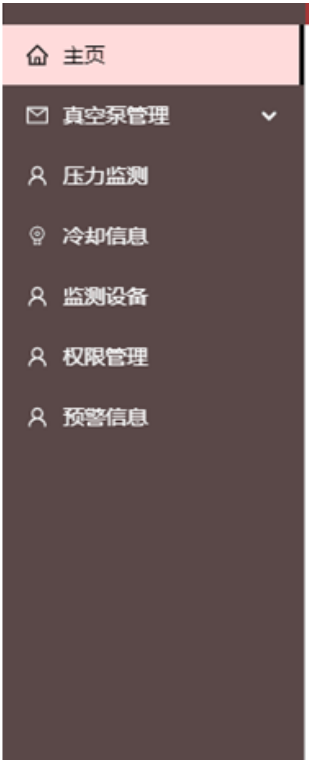 主页
真空泵管理
压力监测
冷却信息
监测设备
权限管理
预警信息